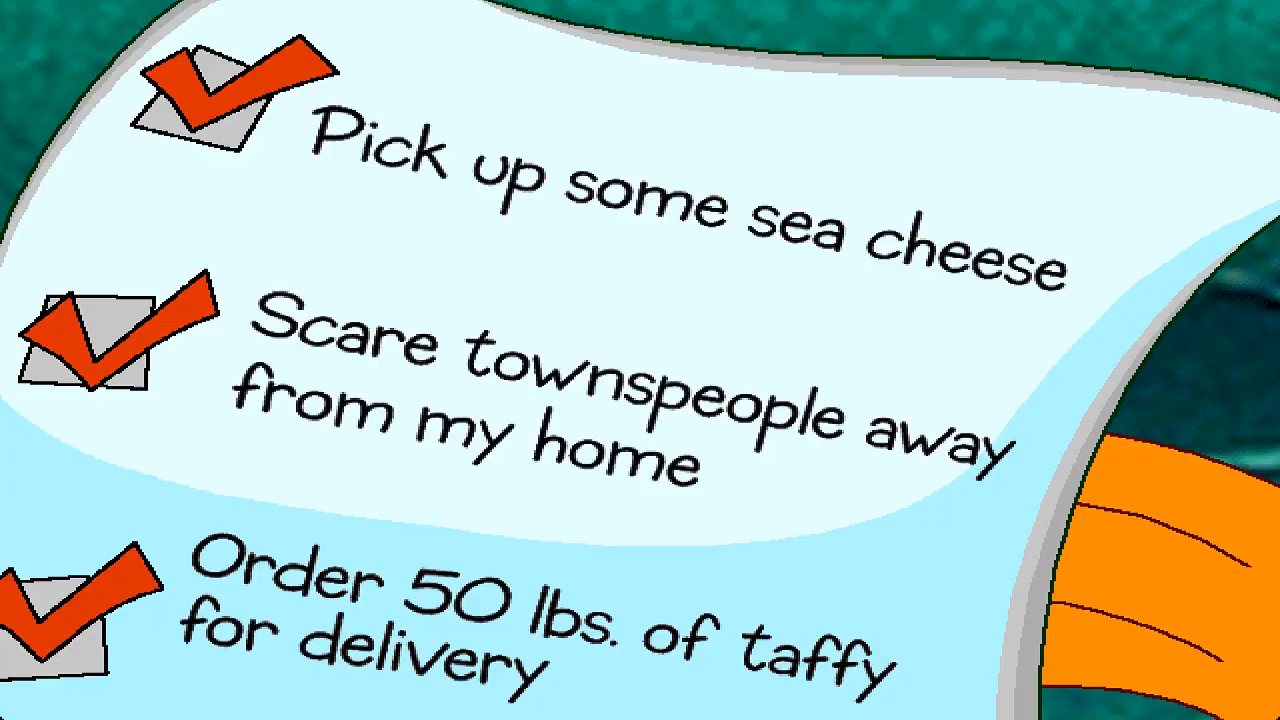 Pick up some sea cheese
Scare townspeople away
from my home
Order 50 lbs. of taffy
for delivery